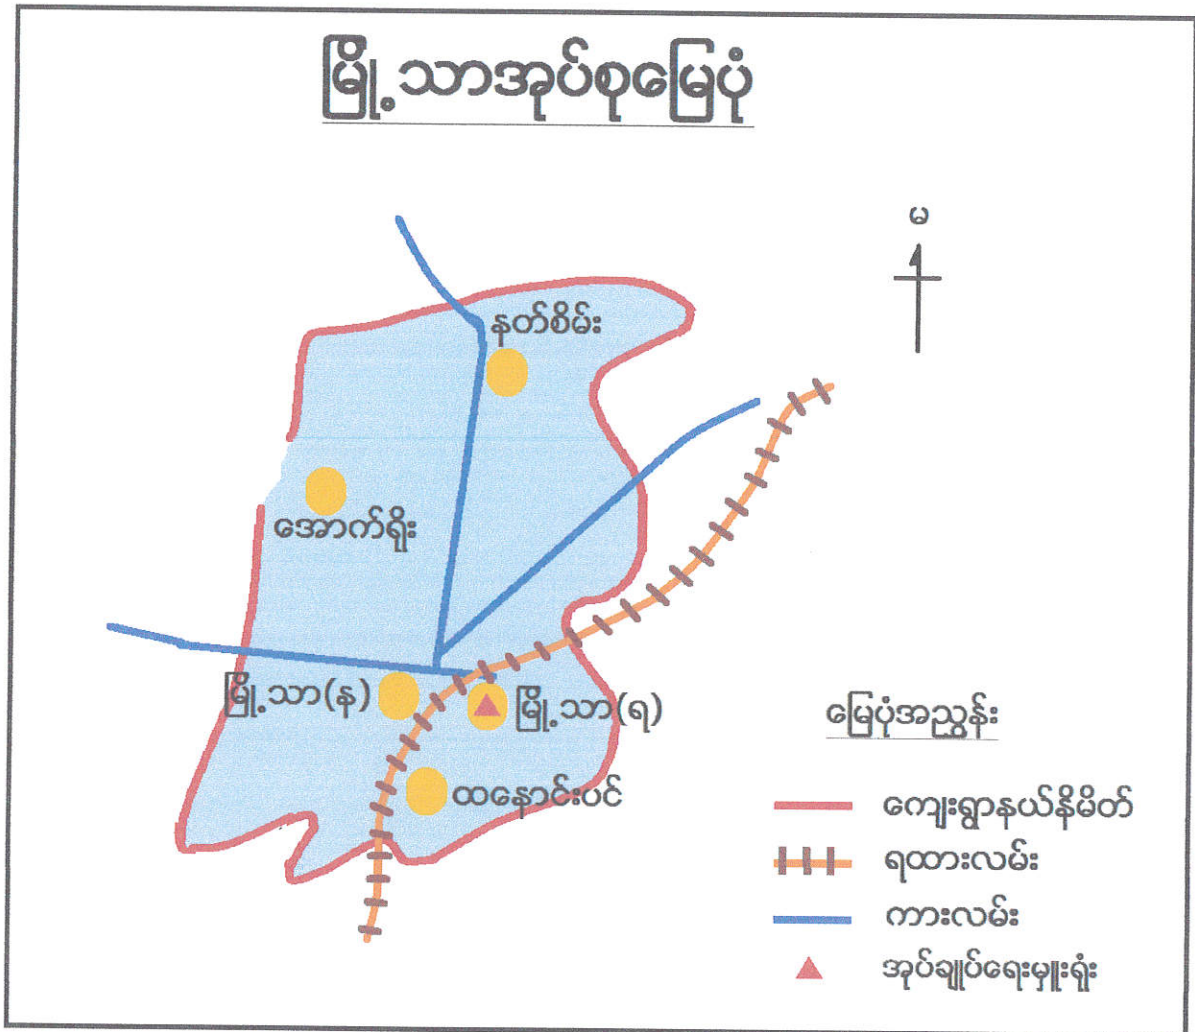 မြို့သာအုပ်စုမြေပုံ
မ
နတ်စိမ်း
အောက်ရိုး
မြို့သာ(န)
မြို့သာ(ရ)
ထနောင်းပင်
မြေပုံအညွှန်း
ကျေးရွာနယ်နိမိတ်
ရထားလမ်း
ကားလမ်း
အုပ်ချုပ်ရေးမှူးရုံး